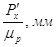 P'ₓ / μₚ , мм